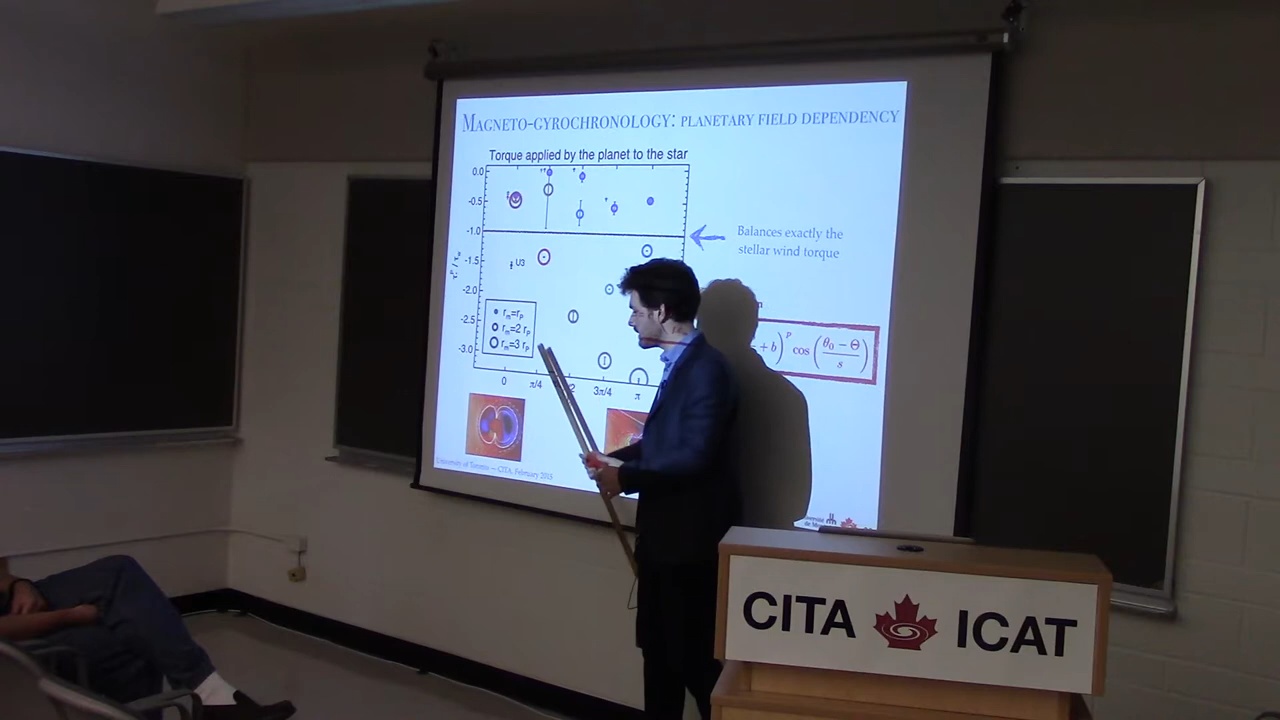 MAGNETO-GYROCHRONOLOGY: PLANETARY FIELD DEPENDENCY
Torque applied by the planet to the star
0.0
-0.5
-1.0
-1.5
-2.0
-2.5
-3.0
U3
r_m=r_P
r_m=2 r_P
r_m=3 r_P
0
π/4
2
3π/4
π
Balances exactly the
stellar wind torque
+ b)^p cos (θ₀ − Θ / s)
University of Toronto — CITA, February 2015
CITA ICAT